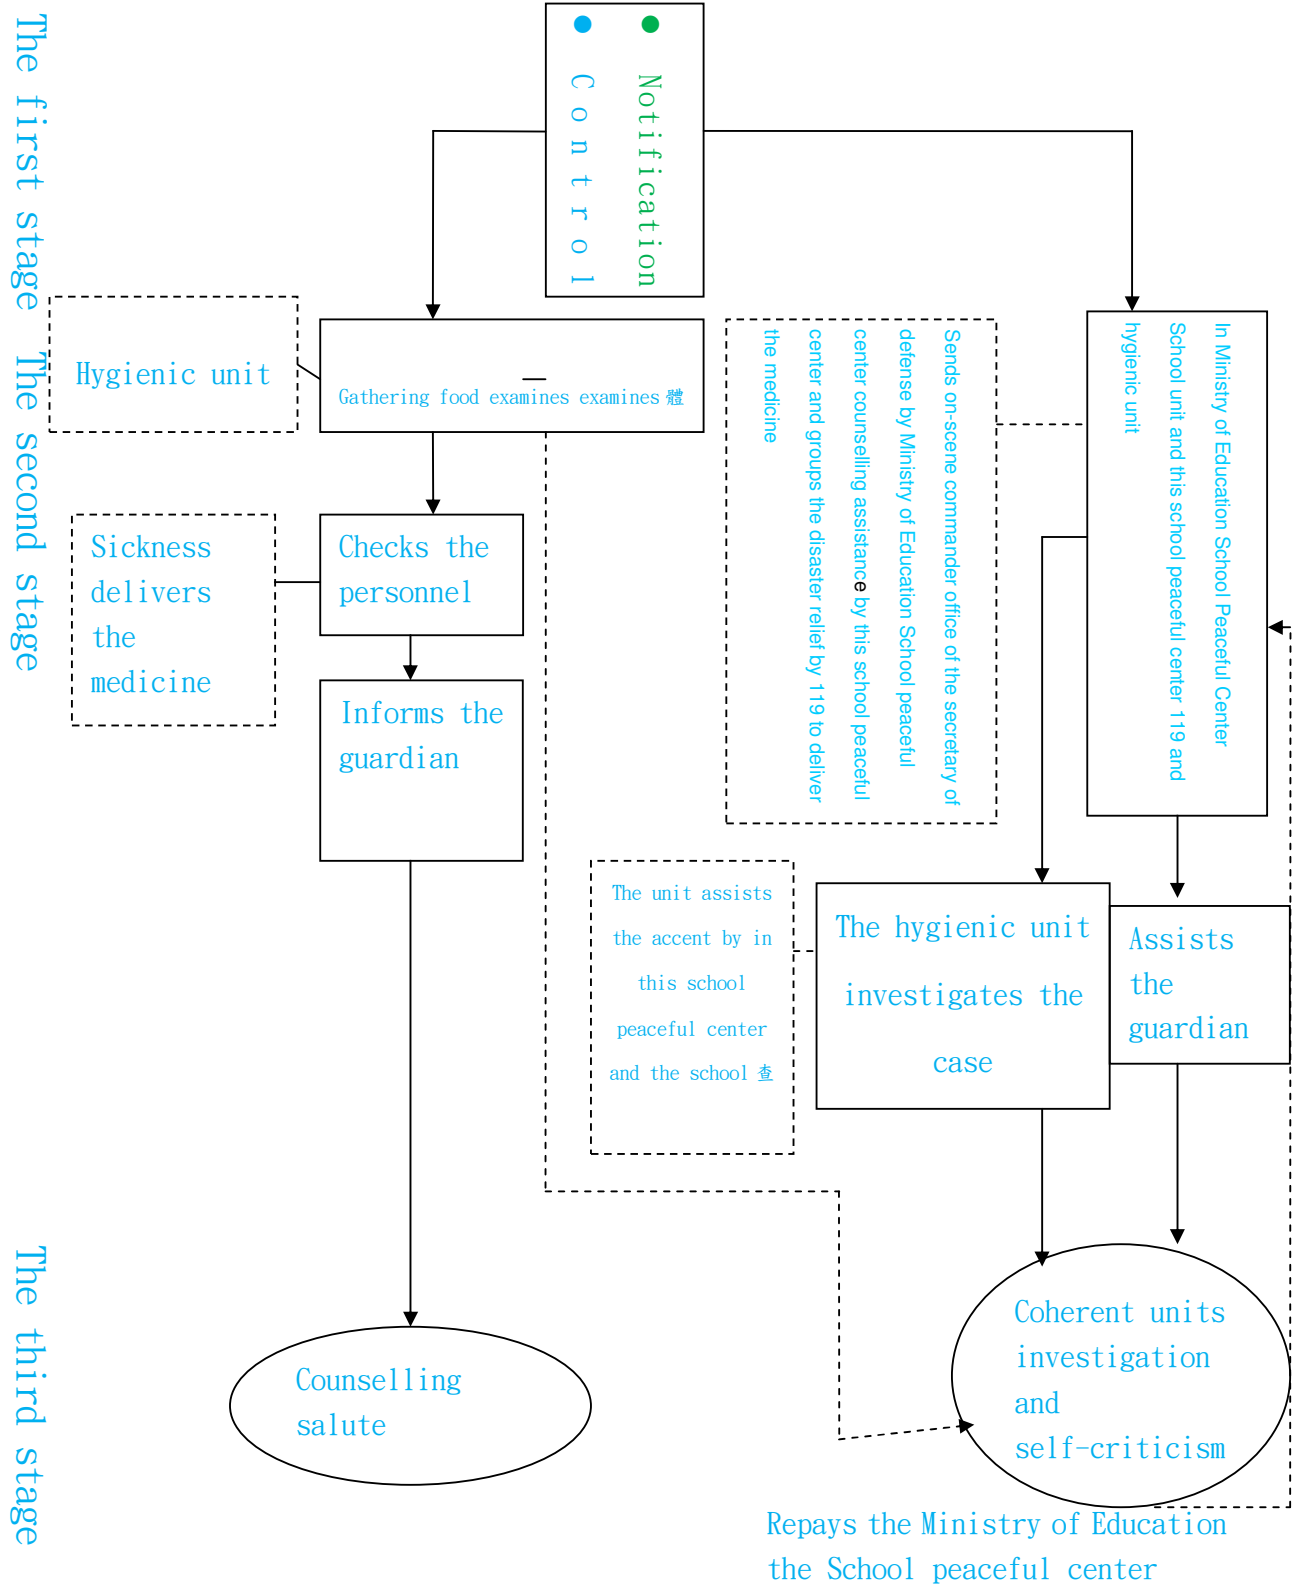 The first stage
The second stage
The third stage
● Notification
● Control
Hygienic unit
Gathering food examines examines 體
In Ministry of Education School Peaceful Center
School unit and this school peaceful center 119 and
hygienic unit
Sends on-scene commander office of the secretary of
defense by Ministry of Education School peaceful
center counselling assistance by this school peaceful
center and groups the disaster relief by 119 to deliver
the medicine
Sickness
delivers
the
medicine
Checks the
personnel
Informs the
guardian
The unit assists
the accent by in
this school
peaceful center
and the school 查
The hygienic unit
investigates the
case
Assists
the
guardian
Counselling
salute
Coherent units
investigation
and
self-criticism
Repays the Ministry of Education
the School peaceful center